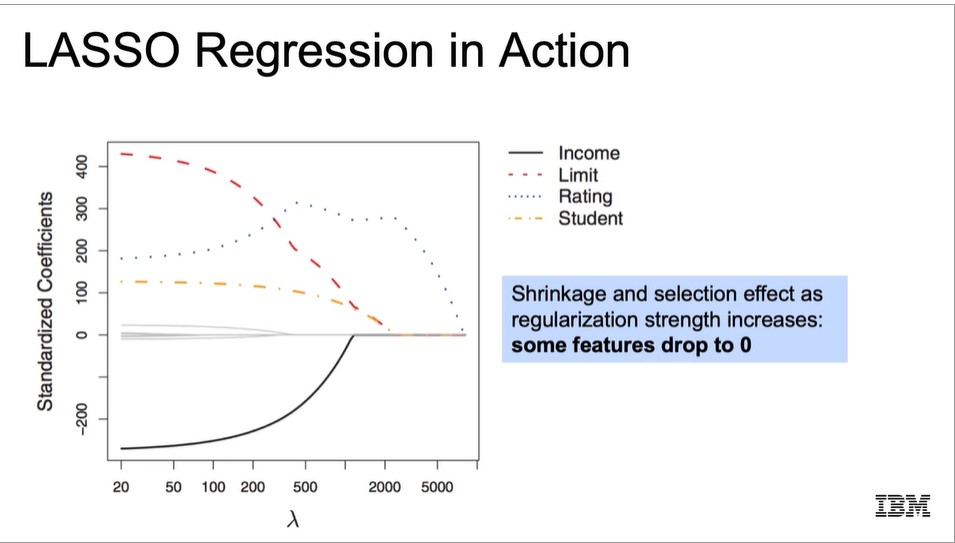 LASSO Regression in Action
Standardized Coefficients
400
300
200
100
0
-200
20 50 100 200 500 2000 5000
λ
Income
Limit
Rating
Student
Shrinkage and selection effect as
regularization strength increases:
some features drop to 0
IBM